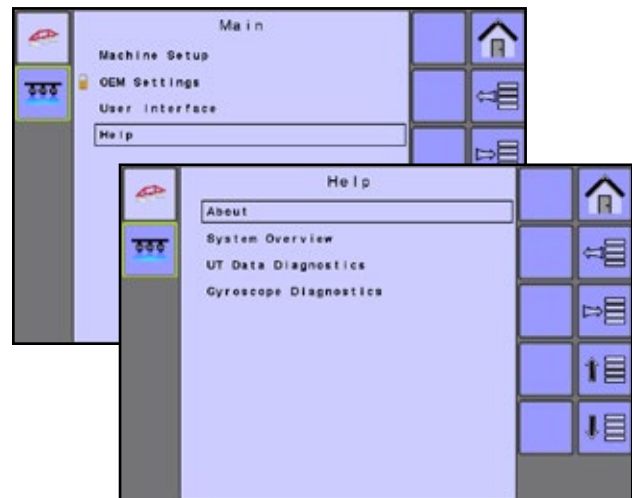 Main
Machine Setup
OEM Settings
User Interface
Help
Help
About
System Overview
UT Data Diagnostics
Gyroscope Diagnostics